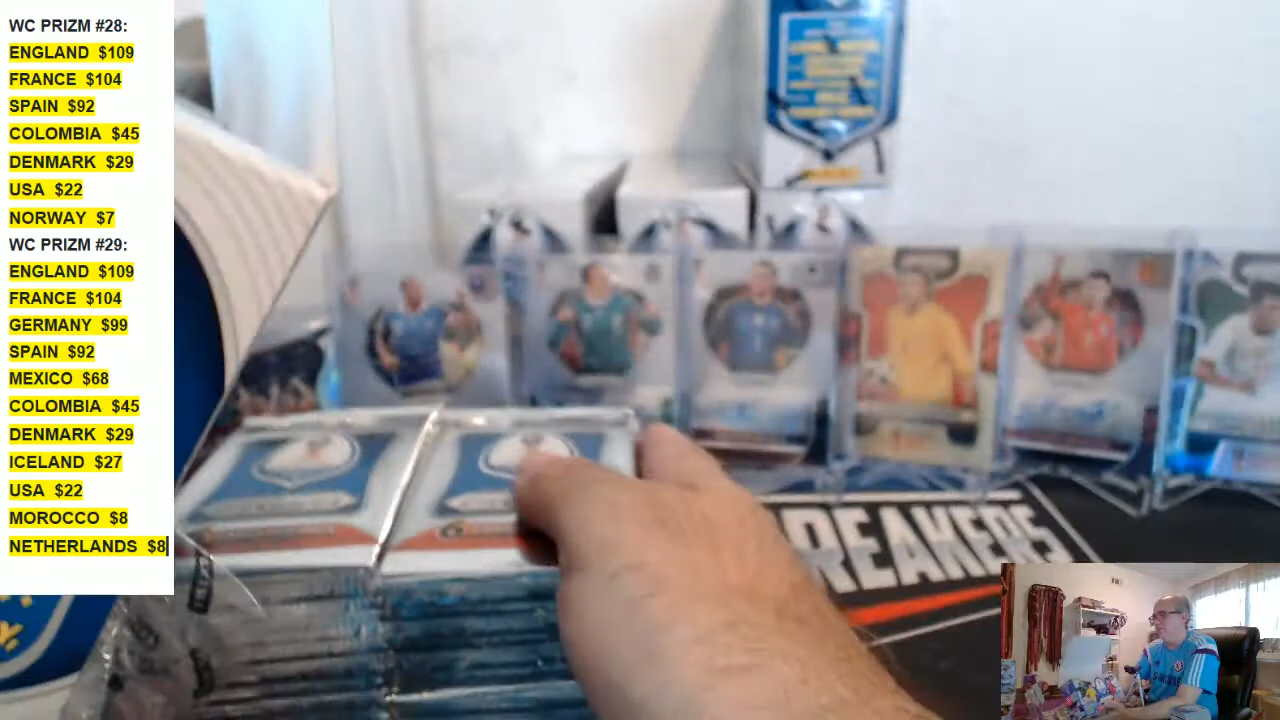 WC PRIZM #28:
ENGLAND $109
FRANCE $104
SPAIN $92
COLOMBIA $45
DENMARK $29
USA $22
NORWAY $7
WC PRIZM #29:
ENGLAND $109
FRANCE $104
GERMANY $99
SPAIN $92
MEXICO $68
COLOMBIA $45
DENMARK $29
ICELAND $27
USA $22
MOROCCO $8
NETHERLANDS $8
REAKERS